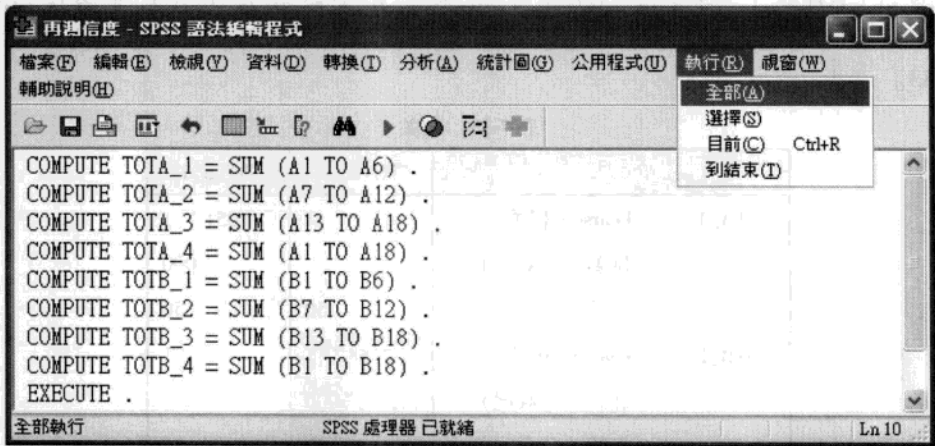 再測信度 - SPSS 語法編輯程式
檔案(F) 編輯(E) 檢視(V) 資料(D) 轉換(T) 分析(A) 統計圖(G) 公用程式(U) 執行(R) 視窗(W)
輔助說明(H)
全部(A)
選擇(S)
目前(C) Ctrl+R
到結束(T)
COMPUTE TOTA_1 = SUM (A1 TO A6) .
COMPUTE TOTA_2 = SUM (A7 TO A12) .
COMPUTE TOTA_3 = SUM (A13 TO A18) .
COMPUTE TOTA_4 = SUM (A1 TO A18) .
COMPUTE TOTB_1 = SUM (B1 TO B6) .
COMPUTE TOTB_2 = SUM (B7 TO B12) .
COMPUTE TOTB_3 = SUM (B13 TO B18) .
COMPUTE TOTB_4 = SUM (B1 TO B18) .
EXECUTE .
全部執行 SPSS 處理器 已就緒 Ln 10